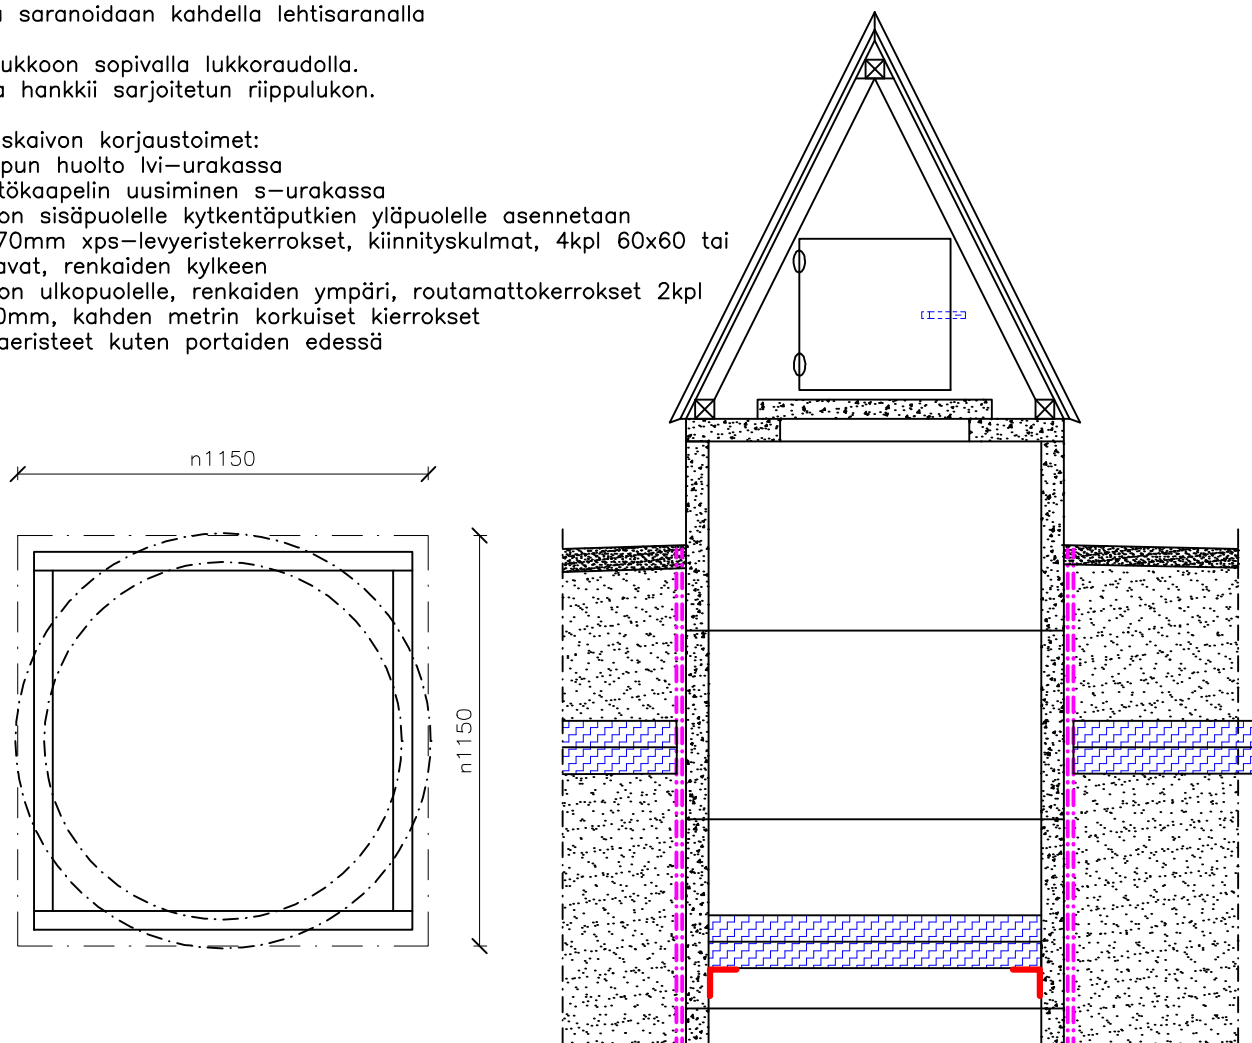 saranoidaan kahdella lehtisaranalla
ukkoon sopivalla lukkoraudolla.
hankkii sarjoitetun riippulukon.
skaivon korjaustoimet:
pun huolto lvi-urakassa
tökaapelin uusiminen s-urakassa
on sisäpuolelle kytkentäputkien yläpuolelle asennetaan
70mm xps-levyeristekerrokset, kiinnityskulmat, 4kpl 60x60 tai
avat, renkaiden kylkeen
on ulkopuolelle, renkaiden ympäri, routamattokerrokset 2kpl
0mm, kahden metrin korkuiset kierrokset
aeristeet kuten portaiden edessä
n1150
n1150